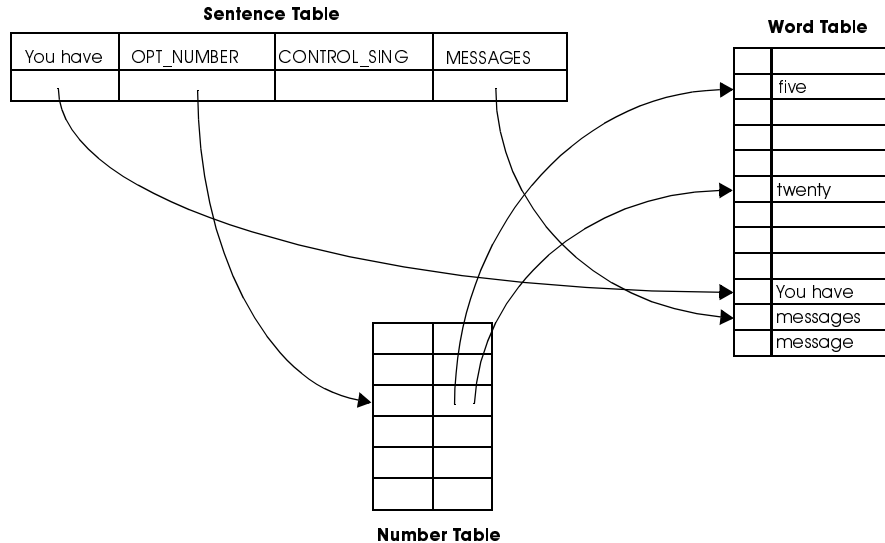 Sentence Table
You have OPT_NUMBER CONTROL_SING MESSAGES
Word Table
five
twenty
You have
messages
message
Number Table